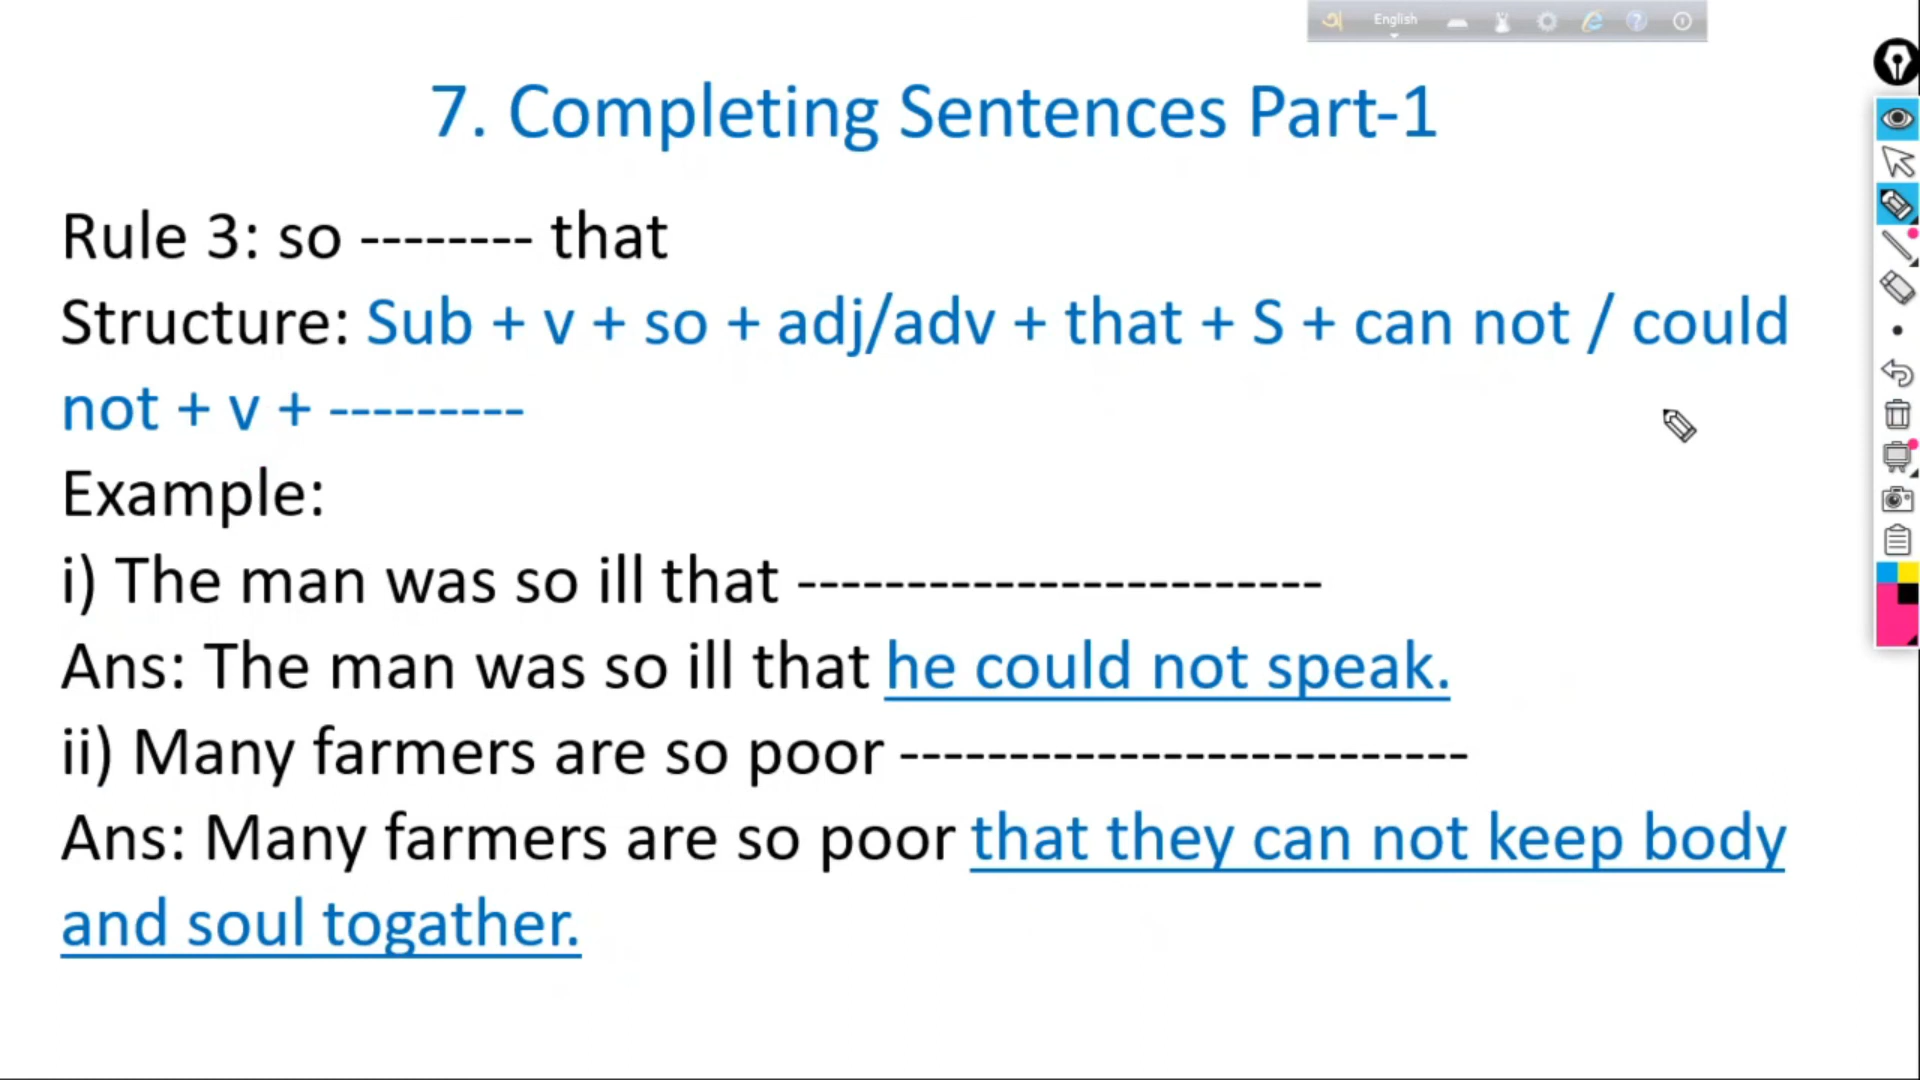 অ English
7. Completing Sentences Part-1
Rule 3: so -------- that
Structure: Sub + v + so + adj/adv + that + S + can not / could
not + v + ---------
Example:
i) The man was so ill that ------------------------
Ans: The man was so ill that he could not speak.
ii) Many farmers are so poor --------------------------
Ans: Many farmers are so poor that they can not keep body
and soul togather.